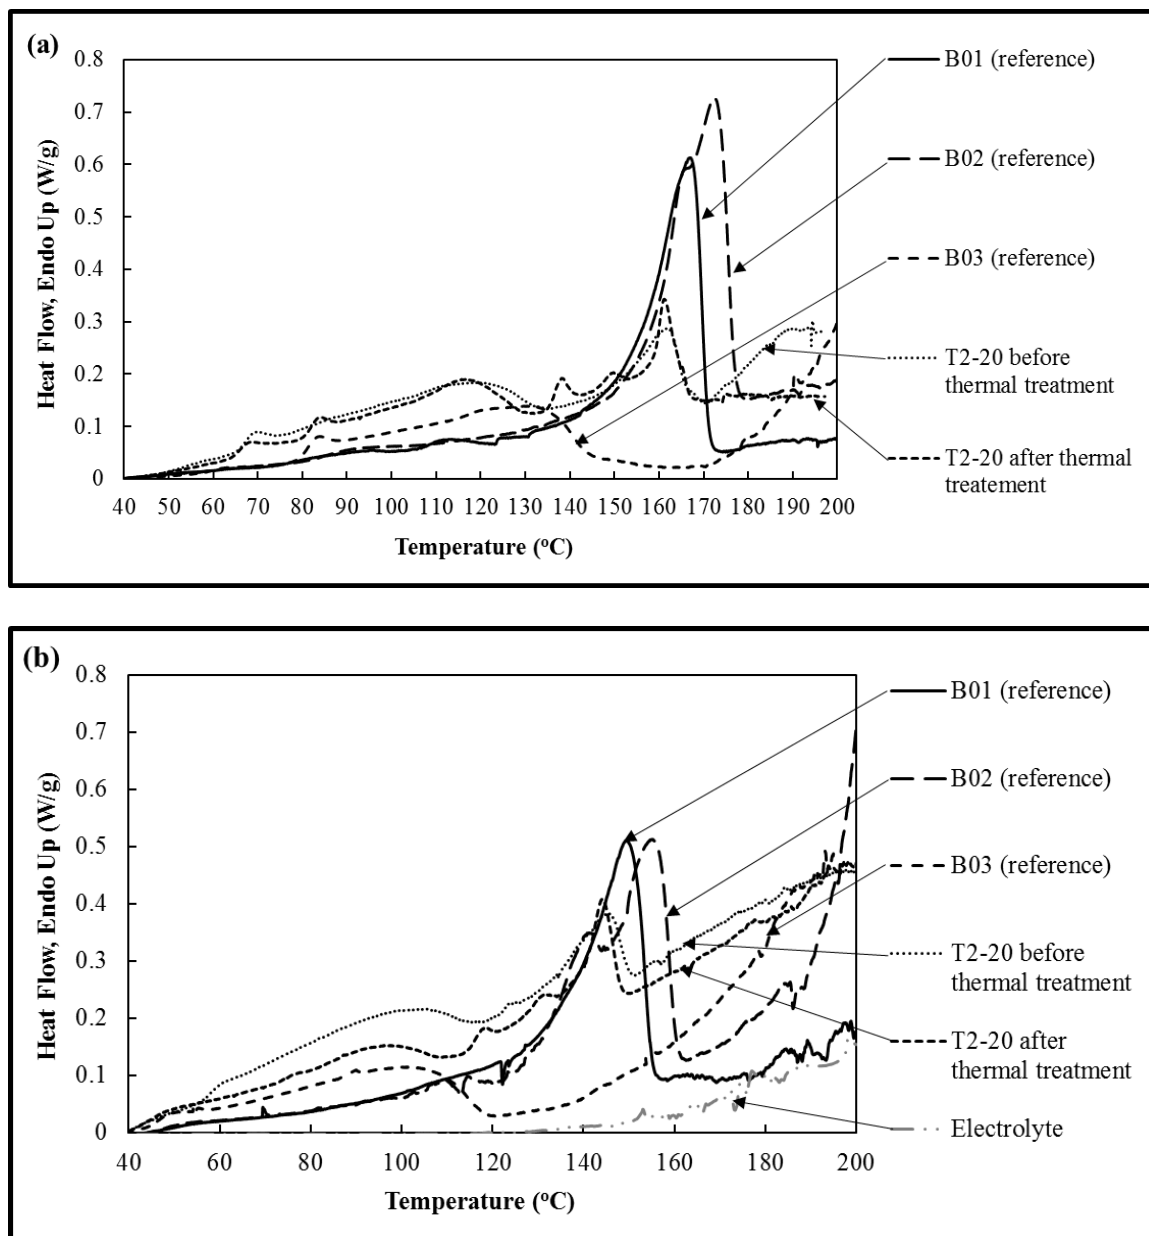 (a)
0.8
0.7
0.6
0.5
0.4
0.3
0.2
0.1
0
Heat Flow, Endo Up (W/g)
40 50 60 70 80 90 100 110 120 130 140 150 160 170 180 190 200
Temperature (ºC)
B01 (reference)
B02 (reference)
B03 (reference)
T2-20 before
thermal treatment
T2-20 after thermal
treatement
(b)
0.8
0.7
0.6
0.5
0.4
0.3
0.2
0.1
0
Heat Flow, Endo Up (W/g)
40 60 80 100 120 140 160 180 200
Temperature (ºC)
B01 (reference)
B02 (reference)
B03 (reference)
T2-20 before
thermal treatment
T2-20 after
thermal treatment
Electrolyte